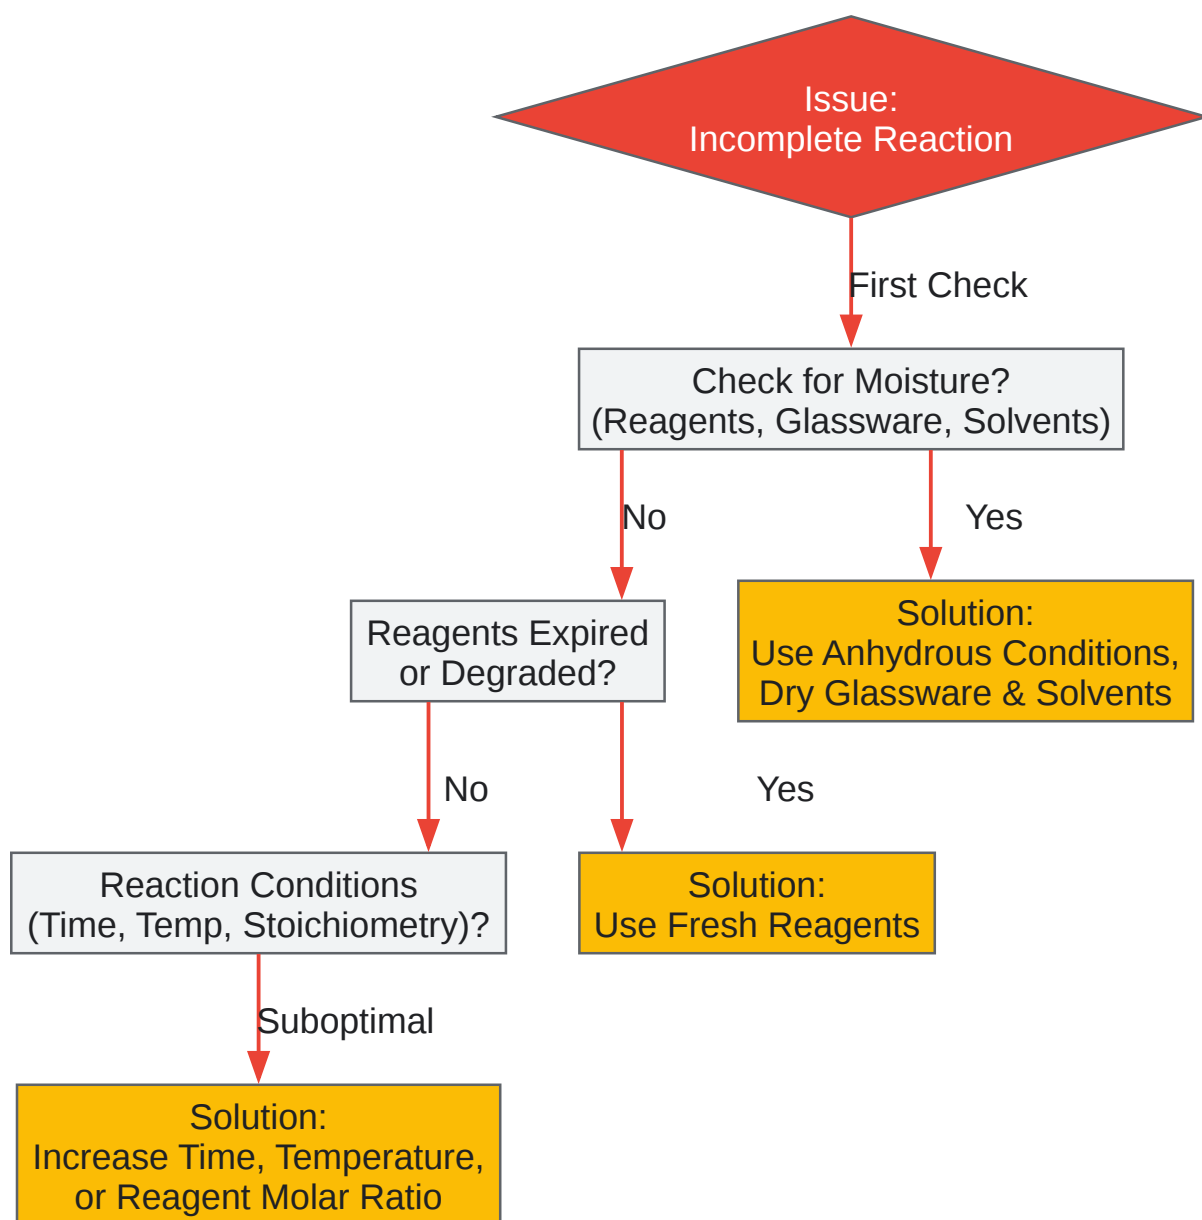 Issue:
Incomplete Reaction
First Check
Check for Moisture?
(Reagents, Glassware, Solvents)
No
Yes
Reagents Expired
or Degraded?
Solution:
Use Anhydrous Conditions,
Dry Glassware & Solvents
No
Yes
Reaction Conditions
(Time, Temp, Stoichiometry)?
Solution:
Use Fresh Reagents
Suboptimal
Solution:
Increase Time, Temperature,
or Reagent Molar Ratio